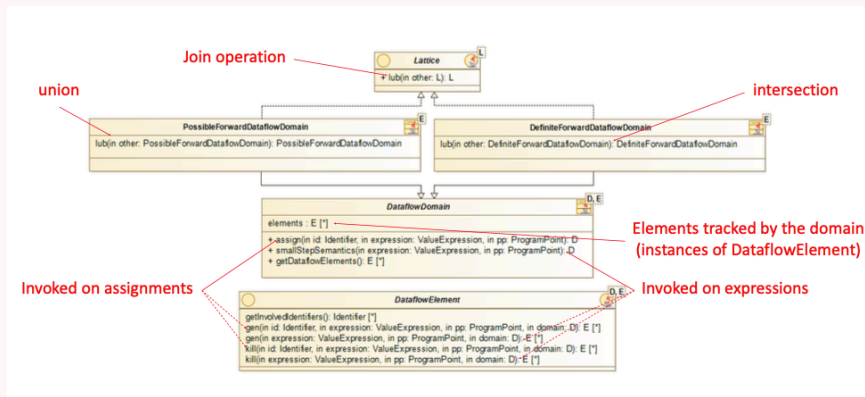 L
Lattice
Join operation
+ lub(in other: L): L
union
intersection
E
PossibleForwardDataflowDomain
lub(in other: PossibleForwardDataflowDomain): PossibleForwardDataflowDomain
E
DefiniteForwardDataflowDomain
lub(in other: DefiniteForwardDataflowDomain): DefiniteForwardDataflowDomain
D, E
DataflowDomain
elements : E [*]
+ assign(in id: Identifier, in expression: ValueExpression, in pp: ProgramPoint): D
+ smallStepSemantics(in expression: ValueExpression, in pp: ProgramPoint): D
+ getDataflowElements(): E [*]
Elements tracked by the domain
(instances of DataflowElement)
Invoked on assignments
Invoked on expressions
D, E
DataflowElement
getInvolvedIdentifiers(): Identifier [*]
gen(in id: Identifier, in expression: ValueExpression, in pp: ProgramPoint, in domain: D): E [*]
gen(in expression: ValueExpression, in pp: ProgramPoint, in domain: D): E [*]
kill(in id: Identifier, in expression: ValueExpression, in pp: ProgramPoint, in domain: D): E [*]
kill(in expression: ValueExpression, in pp: ProgramPoint, in domain: D): E [*]